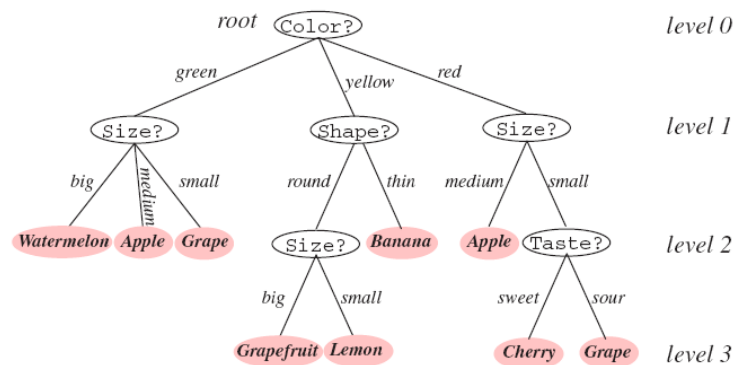 root Color? level 0
green yellow red
Size? Shape? Size? level 1
big medium small round thin medium small
Watermelon Apple Grape Size? Banana Apple Taste? level 2
big small sweet sour
Grapefruit Lemon Cherry Grape level 3